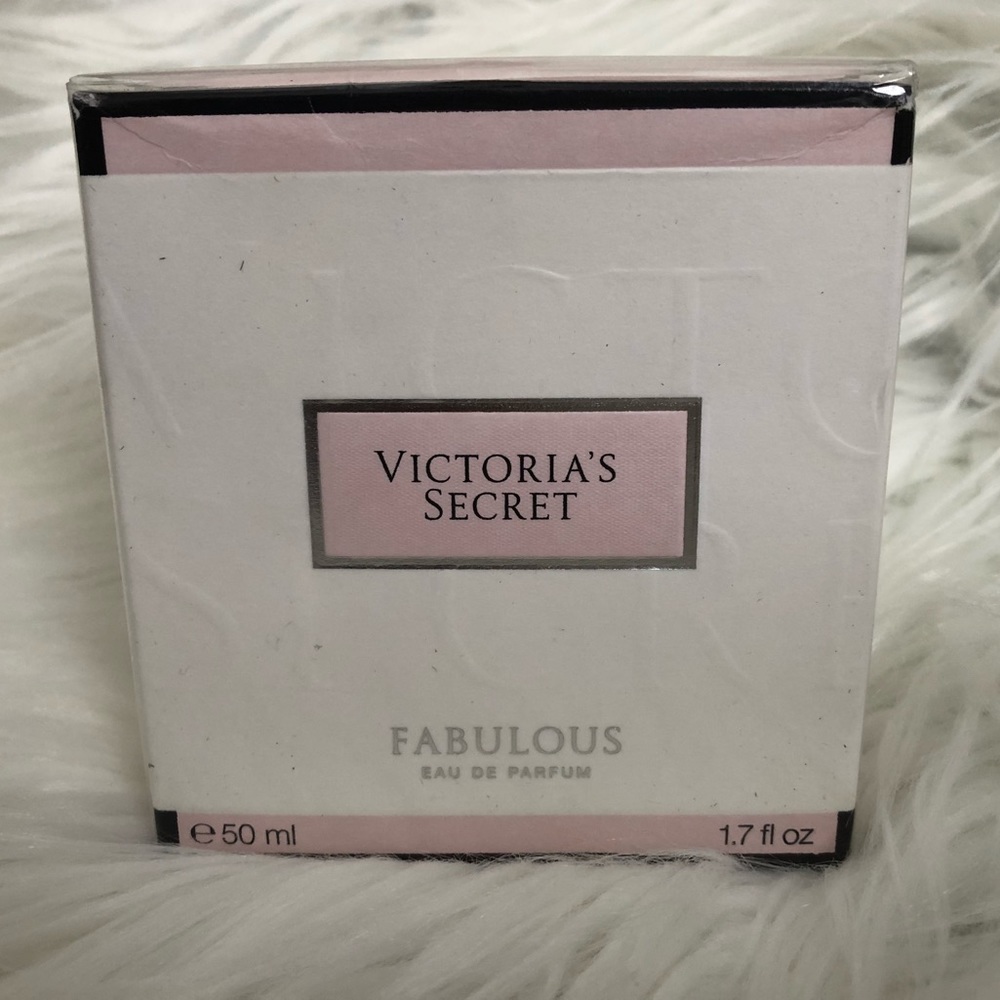 VICTORIA'S
SECRET
FABULOUS
EAU DE PARFUM
℮50 ml
1.7 fl oz